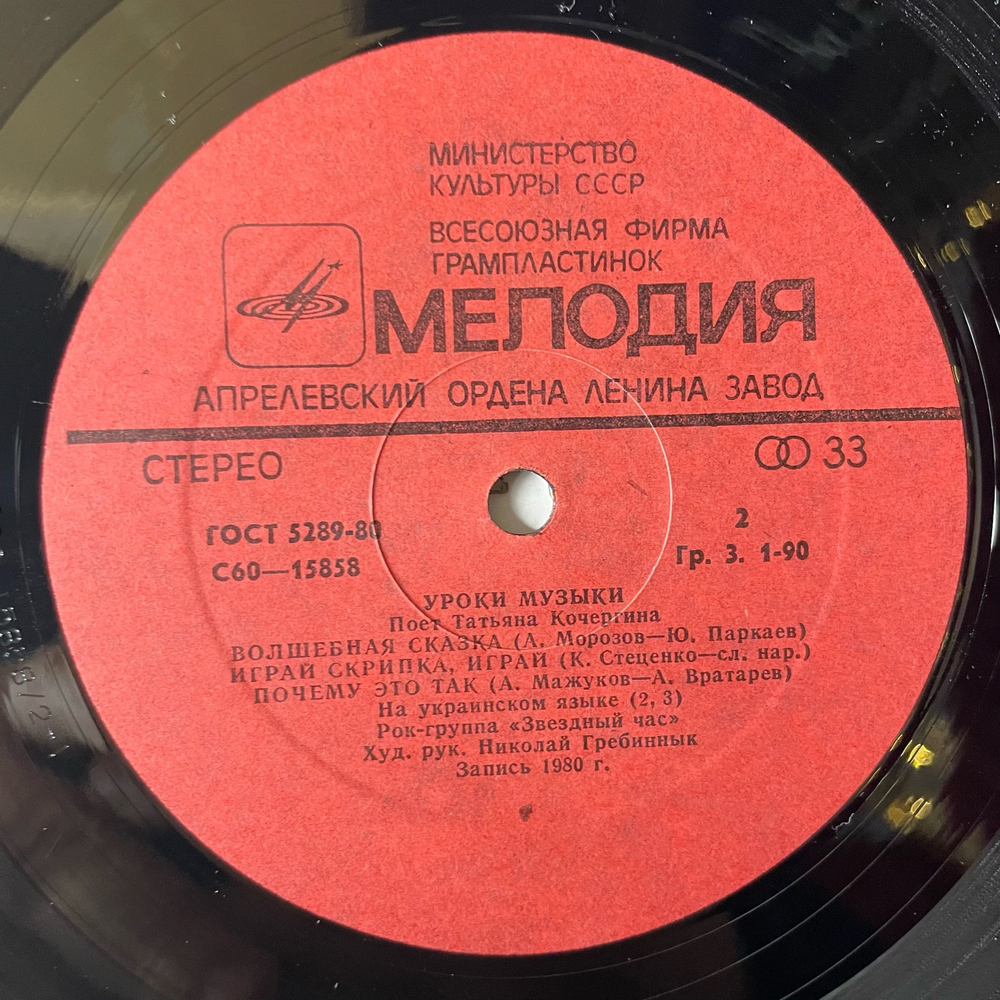 МИНИСТЕРСТВО
КУЛЬТУРЫ СССР
ВСЕСОЮЗНАЯ ФИРМА
ГРАМПЛАСТИНОК
МЕЛОДИЯ
АПРЕЛЕВСКИЙ ОРДЕНА ЛЕНИНА ЗАВОД
СТЕРЕО
33
ГОСТ 5289-80
2
С60—15858
Гр. 3. 1-90
УРОКИ МУЗЫКИ
Поет Татьяна Кочергина
ВОЛШЕБНАЯ СКАЗКА (А. Морозов—Ю. Паркаев)
ИГРАЙ СКРИПКА, ИГРАЙ (К. Стеценко—сл. нар.)
ПОЧЕМУ ЭТО ТАК (А. Мажуков—А. Вратарев)
На украинском языке (2, 3)
Рок-группа «Звездный час»
Худ. рук. Николай Гребиннык
Запись 1980 г.